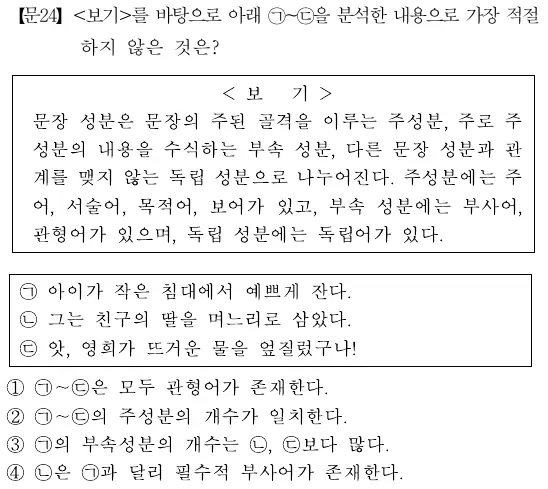 【문24】 <보기>를 바탕으로 아래 ㉠~㉢을 분석한 내용으로 가장 적절
하지 않은 것은?
< 보 기 >
문장 성분은 문장의 주된 골격을 이루는 주성분, 주로 주
성분의 내용을 수식하는 부속 성분, 다른 문장 성분과 관
계를 맺지 않는 독립 성분으로 나누어진다. 주성분에는 주
어, 서술어, 목적어, 보어가 있고, 부속 성분에는 부사어,
관형어가 있으며, 독립 성분에는 독립어가 있다.
㉠ 아이가 작은 침대에서 예쁘게 잔다.
㉡ 그는 친구의 딸을 며느리로 삼았다.
㉢ 앗, 영희가 뜨거운 물을 엎질렀구나!
① ㉠~㉢은 모두 관형어가 존재한다.
② ㉠~㉢의 주성분의 개수가 일치한다.
③ ㉠의 부속성분의 개수는 ㉡, ㉢보다 많다.
④ ㉡은 ㉠과 달리 필수적 부사어가 존재한다.